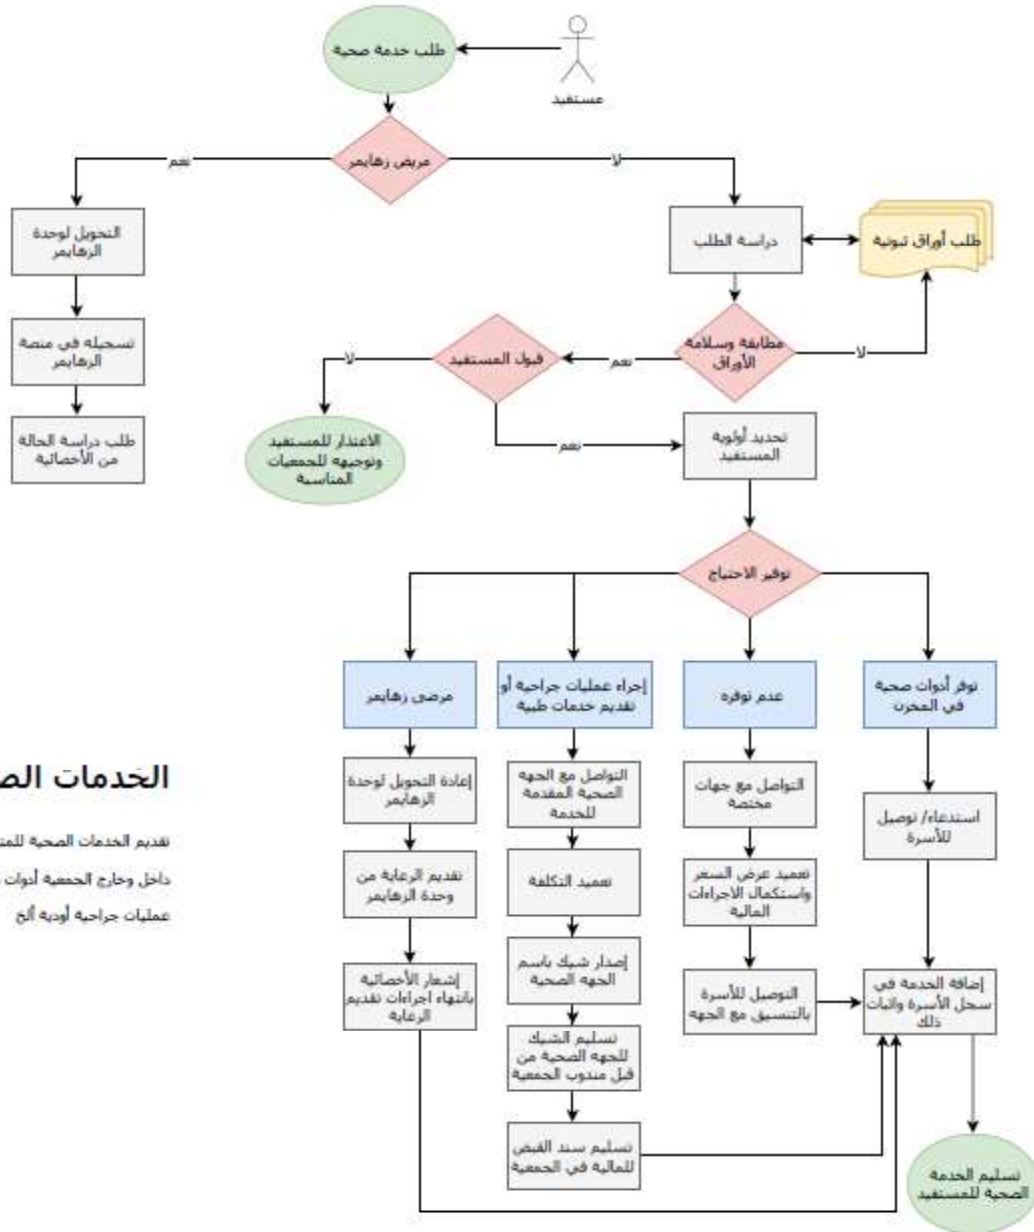 طلب خدمة صحية
مستفيد
مريض زهايمر
نعم
لا
التحويل لوحدة
الزهايمر
تسجيله في منصة
الزهايمر
طلب دراسة الحالة
من الأخصائية
دراسة الطلب
طلب أوراق ثبوتية
مطابقة وسلامة
الأوراق
لا
نعم
قبول المستفيد
لا
الاعتذار للمستفيد
وتوجيهه للجمعيات
المناسبة
نعم
تحديد أولوية
المستفيد
توفير الاحتياج
توفر أدوات صحية
في المخزن
استدعاء/ توصيل
للأسرة
إضافة الخدمة في
سجل الأسرة واثبات
ذلك
تسليم الخدمة
الصحية للمستفيد
عدم توفره
التواصل مع جهات
مختصة
تعميد عرض السعر
واستكمال الاجراءات
المالية
التوصيل للأسرة
بالتنسيق مع الجهه
إجراء عمليات جراحية أو
تقديم خدمات طبية
التواصل مع الجهه
الصحية المقدمة
للخدمة
تعميد التكلفة
إصدار شيك باسم
الجهه الصحية
تسليم الشيك
للجهه الصحية من
قبل مندوب الجمعية
تسليم سند القبض
للمالية في الجمعية
مرضى زهايمر
إعادة التحويل لوحدة
الزهايمر
تقديم الرعاية من
وحدة الزهايمر
إشعار الأخصائية
بانتهاء اجراءات تقديم
الرعاية
الخدمات
تقديم الخدمات الصحية
داخل وخارج الجمعية أدوات
عمليات جراحية أودية ألخ